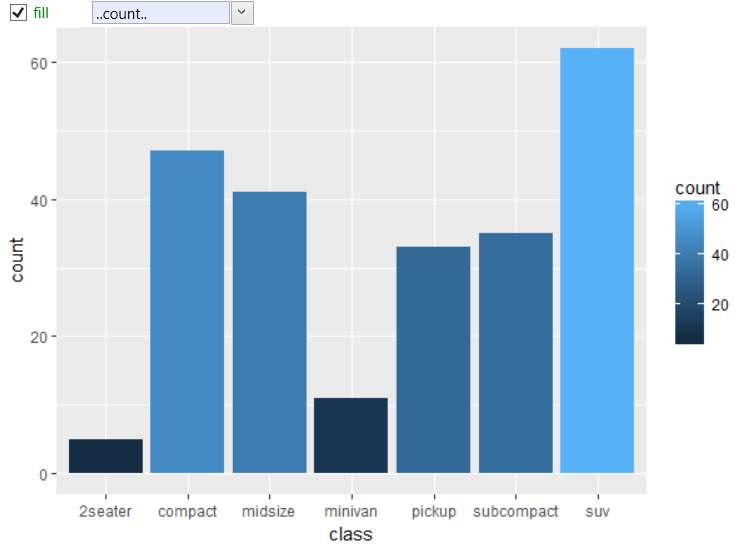 fill ..count..
count
60
40
20
0
count
60
40
20
2seater compact midsize minivan pickup subcompact suv
class